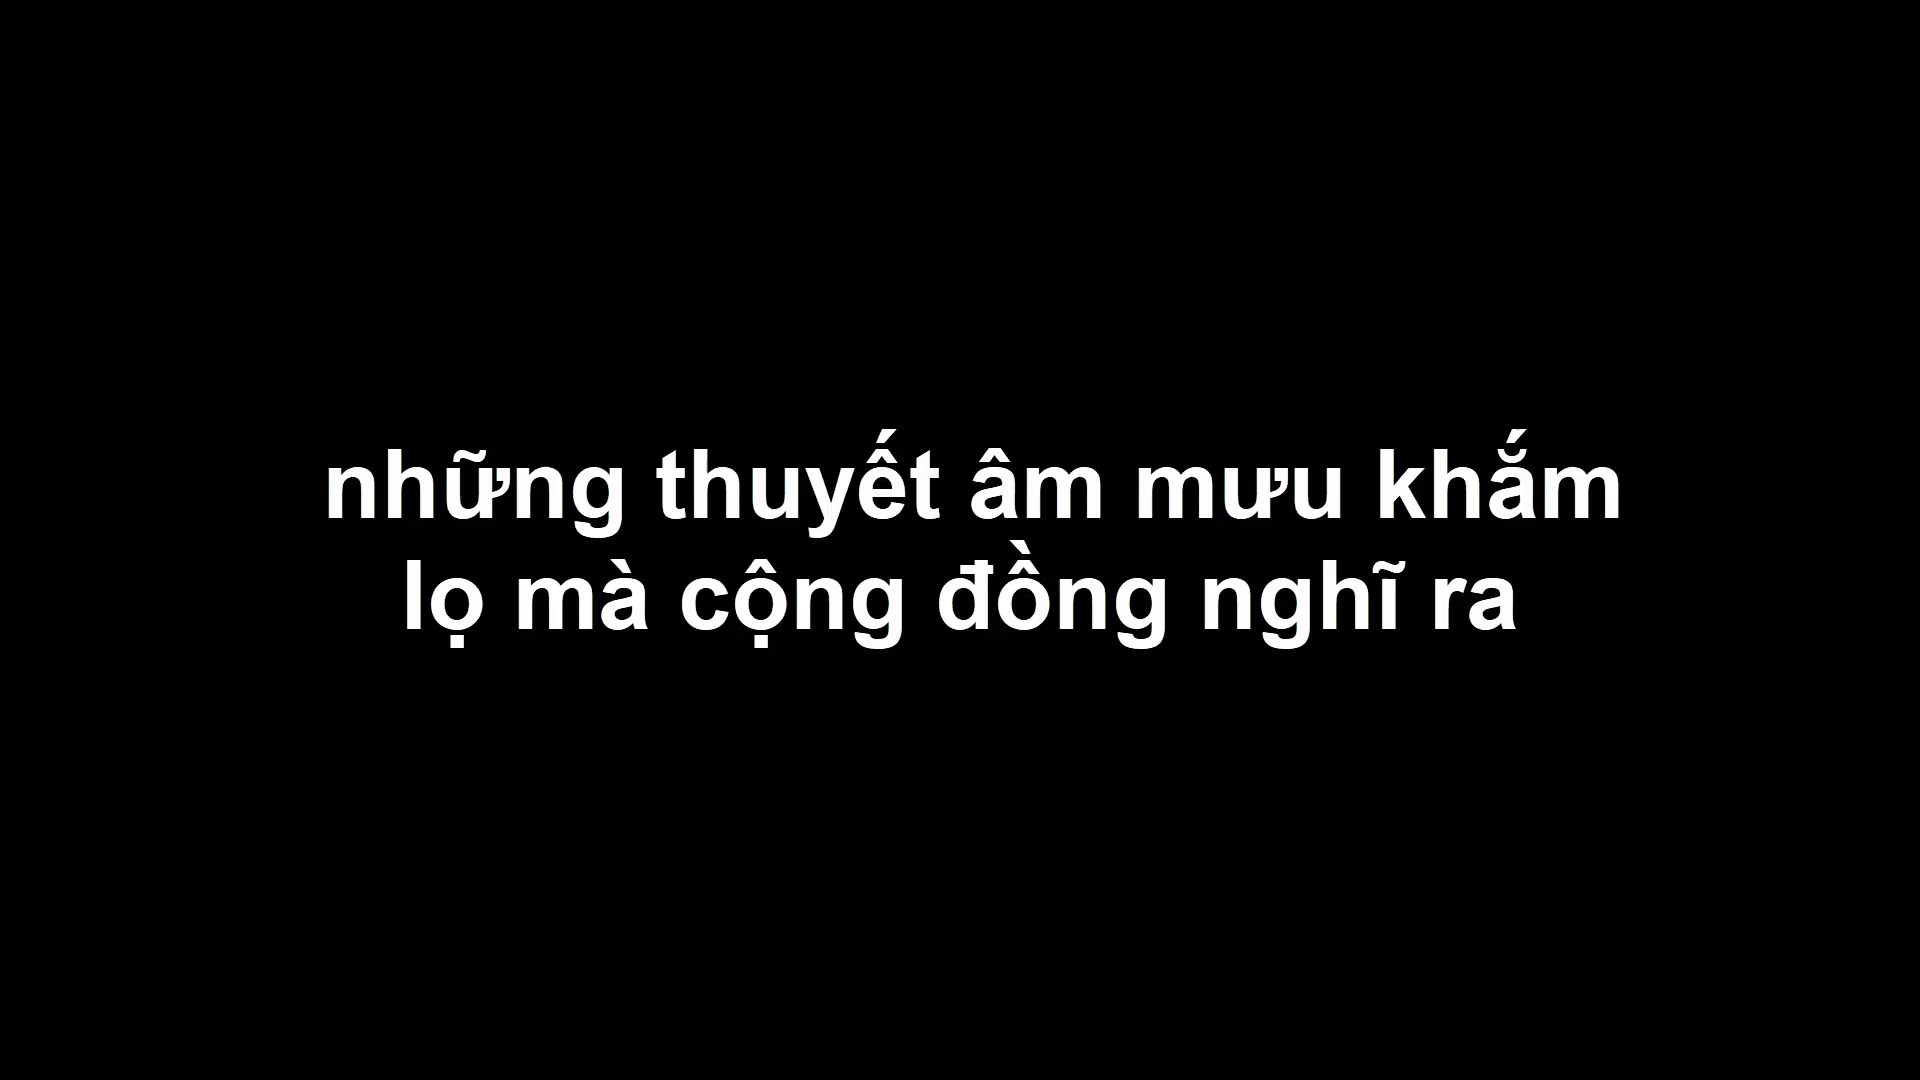 những thuyết âm mưu khắm
lọ mà cộng đồng nghĩ ra